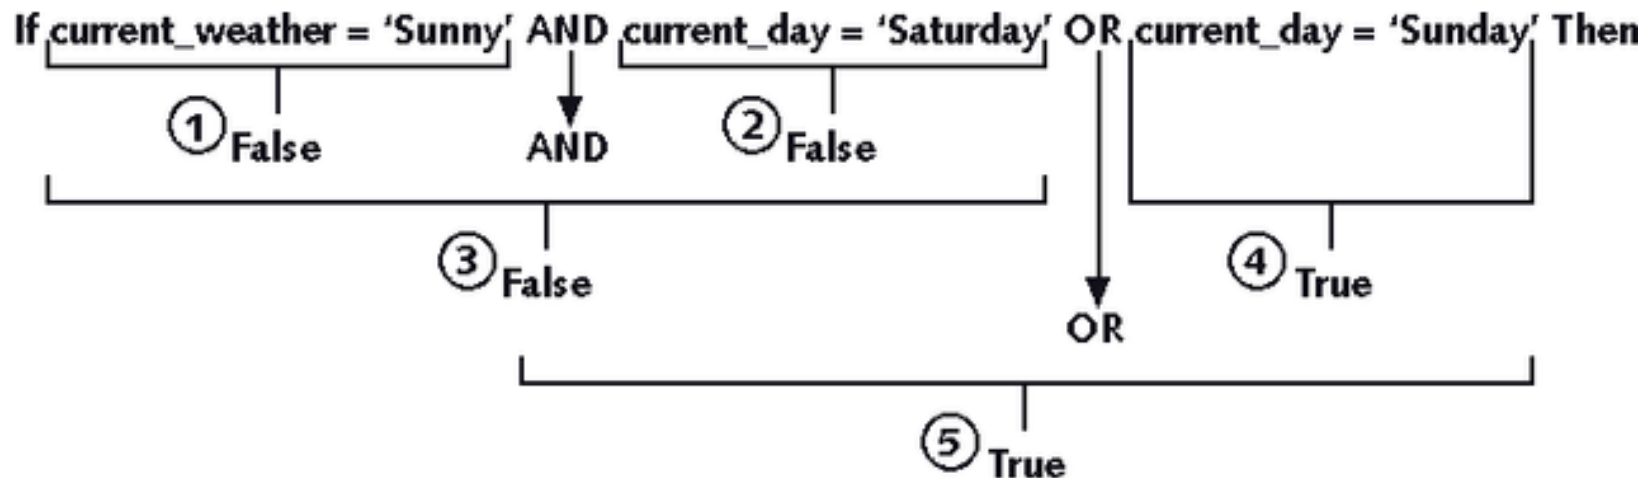 If current_weather = ‘Sunny’ AND current_day = ‘Saturday’ OR current_day = ‘Sunday’ Then
1 False AND 2 False
3 False 4 True
OR
5 True